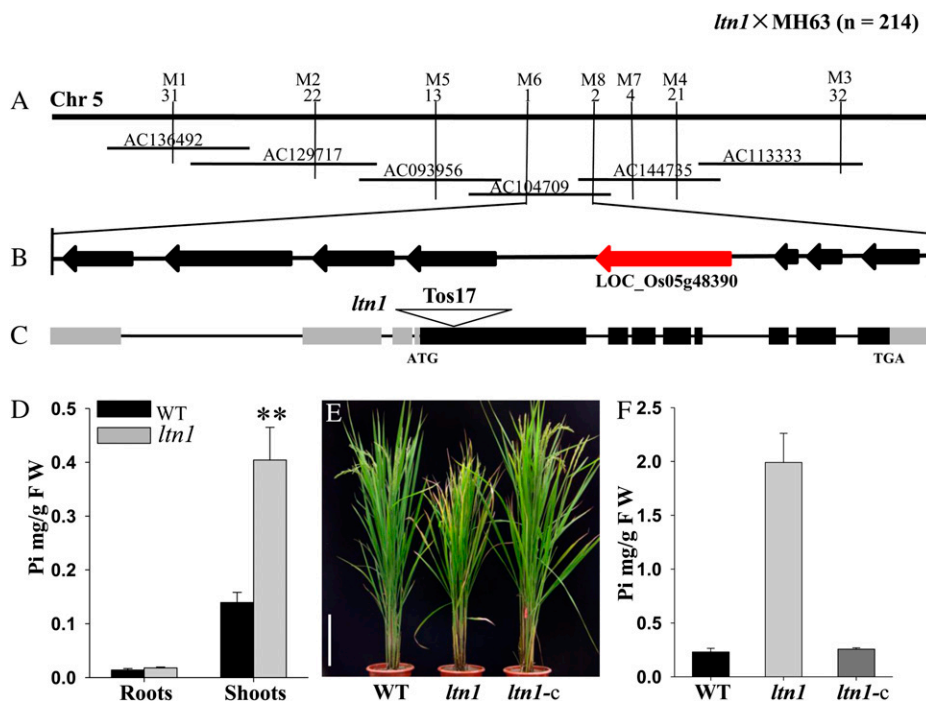 ltn1×MH63 (n = 214)
M1 M2 M5 M6 M8 M7 M4 M3
A Chr 5 31 22 13 1 2 4 21 32
AC136492
AC129717
AC093956
AC104709
AC144735
AC113333
B
LOC_Os05g48390
ltn1 Tos17
C
ATG TGA
D
WT
ltn1
**
Pi mg/g F W
0.5
0.4
0.3
0.2
0.1
0.0
Roots Shoots
E
WT ltn1 ltn1-c
F
Pi mg/g F W
2.5
2.0
1.5
1.0
0.5
0.0
WT ltn1 ltn1-c